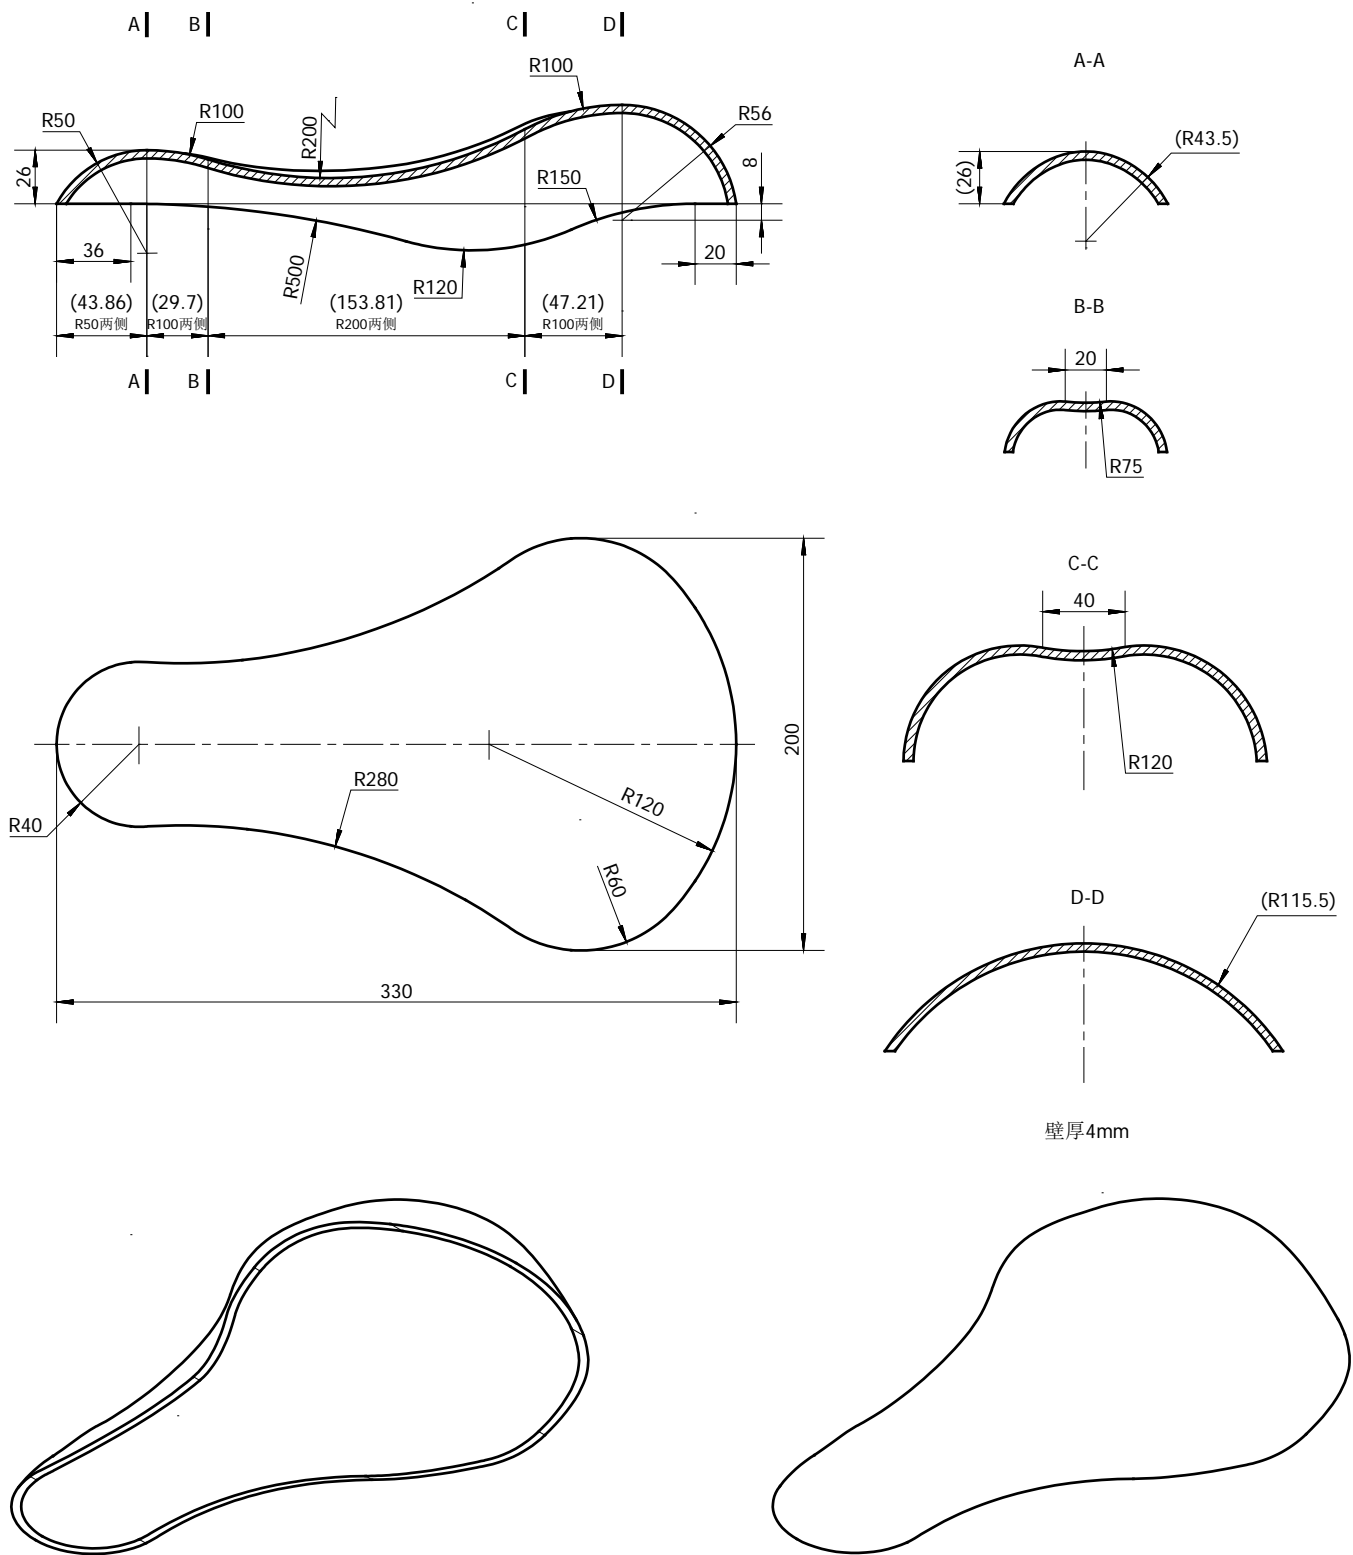 A B C D
R50
R100
R200
R100
R56
26
8
R150
36
R500
R120
20
(43.86) (29.7) (153.81) (47.21)
R50两侧 R100两侧 R200两侧 R100两侧
A B C D
A-A
(R43.5)
(26)
B-B
20
R75
C-C
40
R120
R40
R280
R120
R60
200
330
D-D
(R115.5)
壁厚4mm